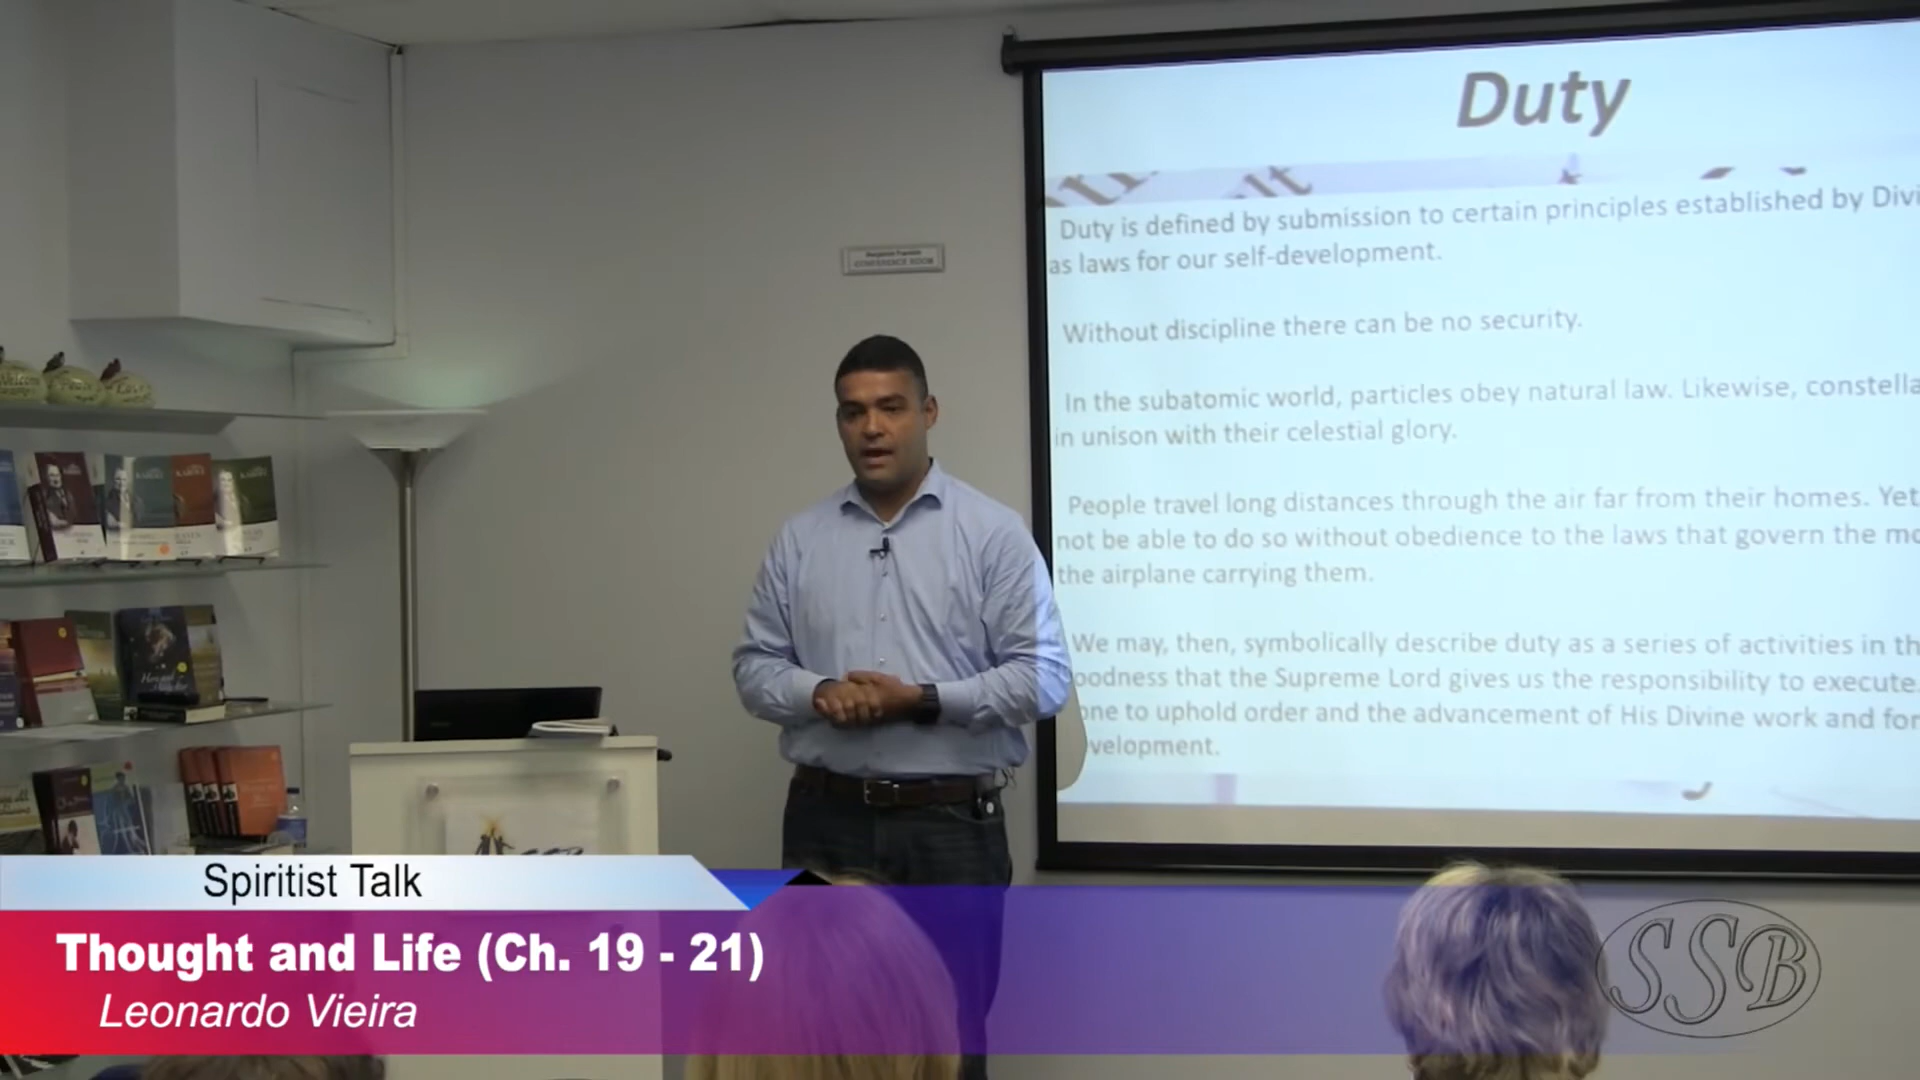 Duty
Duty is defined by submission to certain principles established by Divi
as laws for our self-development.
Without discipline there can be no security.
In the subatomic world, particles obey natural law. Likewise, constella
in unison with their celestial glory.
People travel long distances through the air far from their homes. Yet
not be able to do so without obedience to the laws that govern the mo
the airplane carrying them.
We may, then, symbolically describe duty as a series of activities in th
oodness that the Supreme Lord gives us the responsibility to execute.
one to uphold order and the advancement of His Divine work and for
velopment.
CONFERENCE ROOM
Welcome
Peace
Love
Spiritist Talk
Thought and Life (Ch. 19 - 21)
Leonardo Vieira
SSB